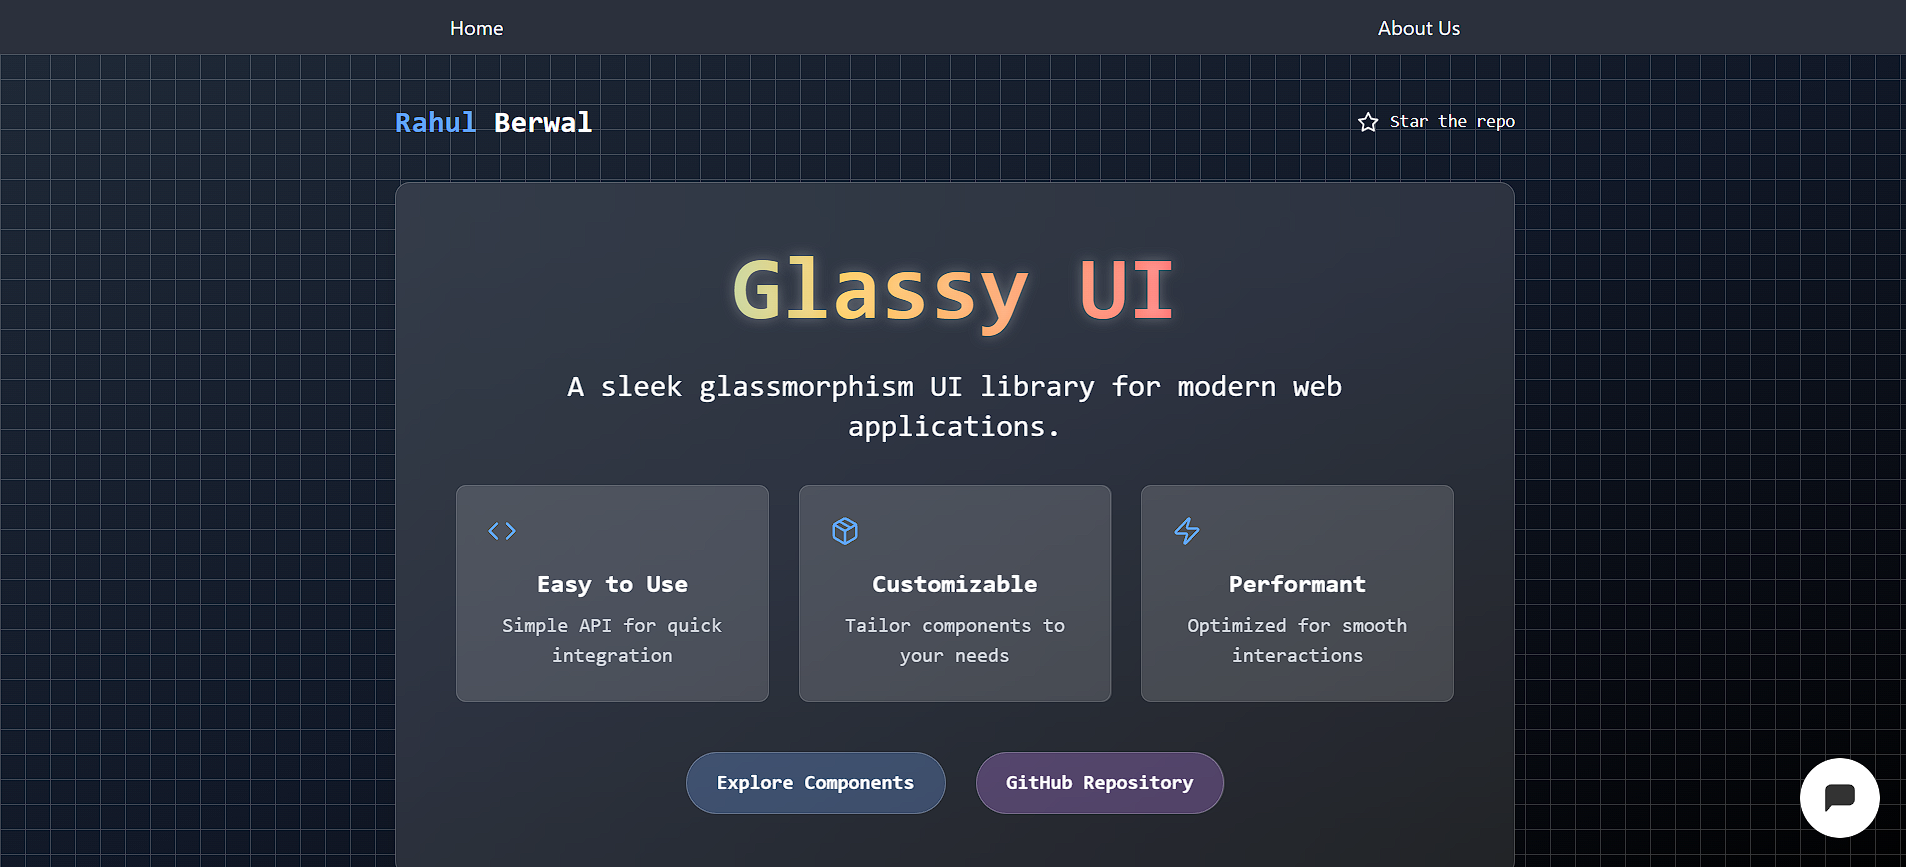 Home
About Us
Rahul Berwal
Star the repo
Glassy UI
A sleek glassmorphism UI library for modern web
applications.
Easy to Use
Simple API for quick
integration
Customizable
Tailor components to
your needs
Performant
Optimized for smooth
interactions
Explore Components
GitHub Repository